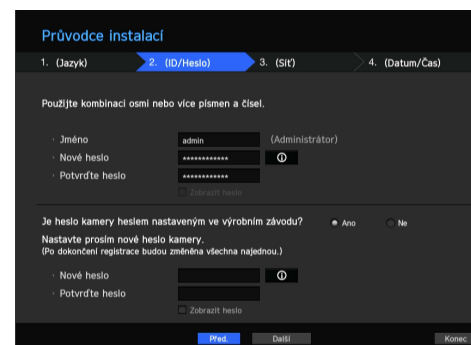 Průvodce instalací
1. (Jazyk) 2. (ID/Heslo) 3. (Síť) 4. (Datum/Čas)
Použijte kombinaci osmi nebo více písmen a čísel.
· Jméno admin (Administrátor)
· Nové heslo ************
· Potvrďte heslo ************
Zobrazit heslo
Je heslo kamery heslem nastaveným ve výrobním závodu? Ano Ne
Nastavte prosím nové heslo kamery.
(Po dokončení registrace budou změněna všechna najednou.)
· Nové heslo
· Potvrďte heslo
Zobrazit heslo
Před. Další Konec